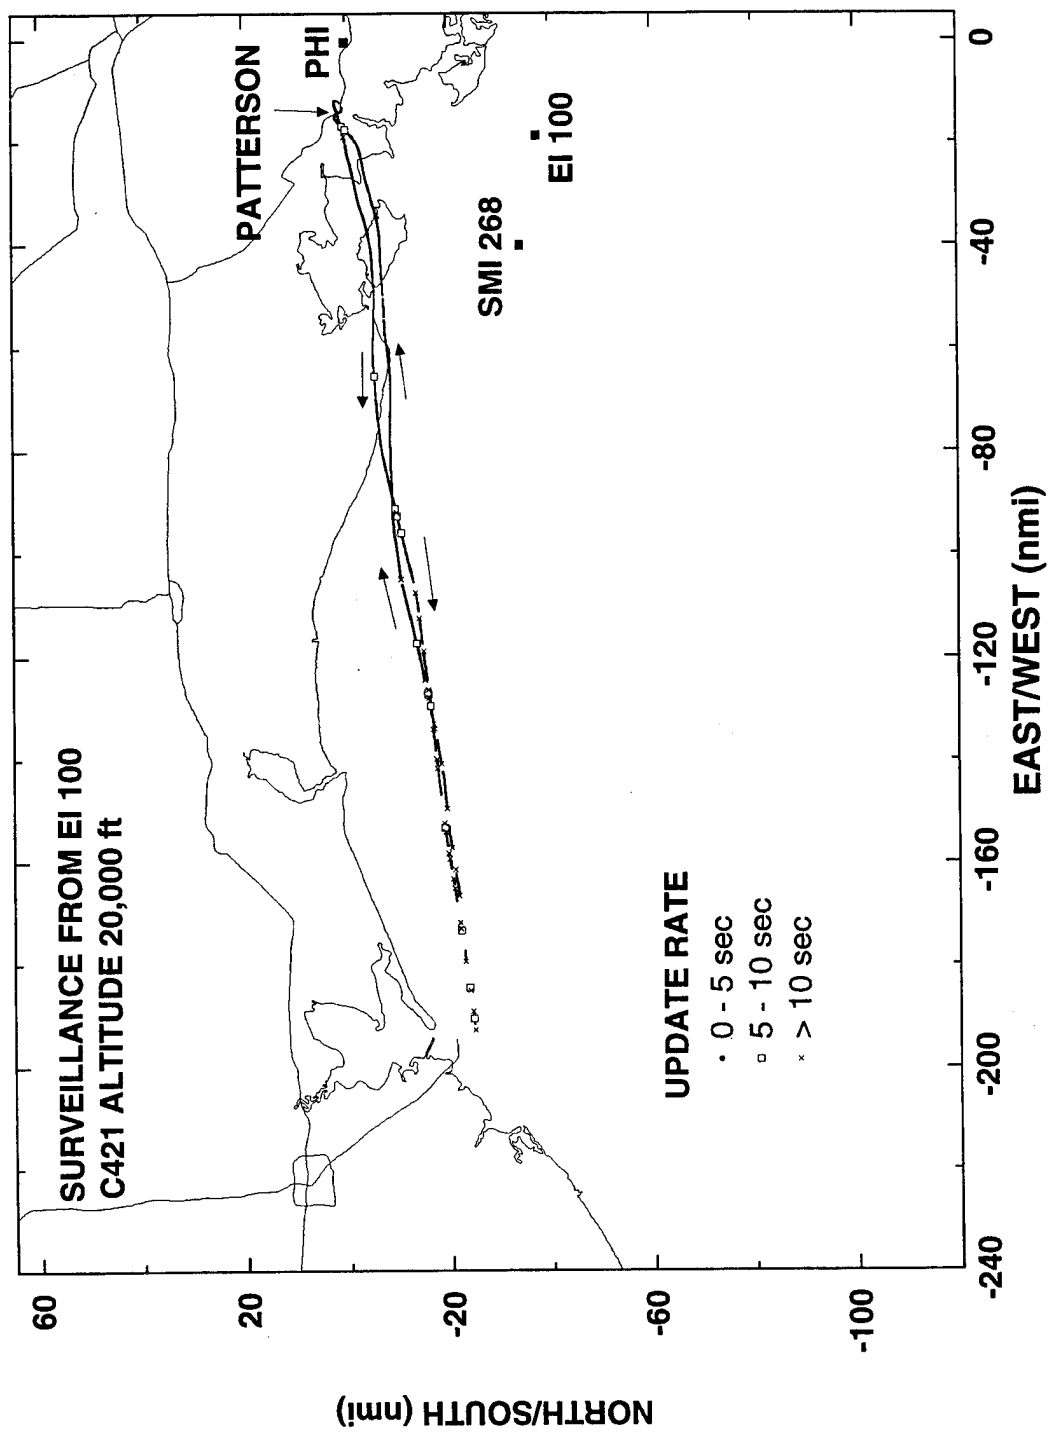 SURVEILLANCE FROM EI 100
C421 ALTITUDE 20,000 ft
PATTERSON
PHI
SMI 268
EI 100
UPDATE RATE
• 0 - 5 sec
□ 5 - 10 sec
× > 10 sec
NORTH/SOUTH (nmi)
60
20
-20
-60
-100
-240
-200
-160
-120
-80
-40
0
EAST/WEST (nmi)